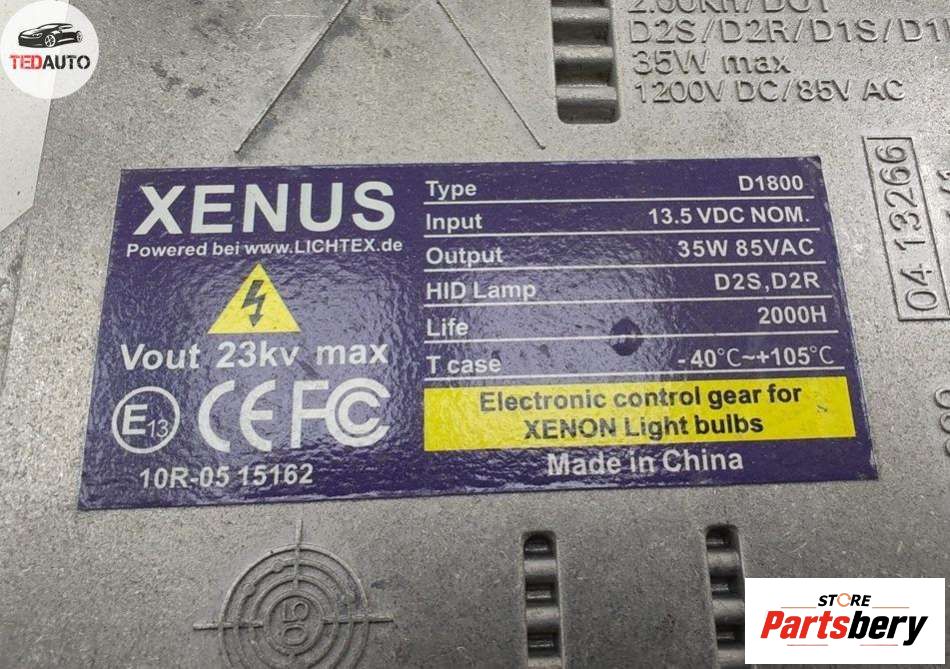 TEDAUTO
D2S/D2R/D1S/D1
35W max
1200V DC/85V AC
04 13266
XENUS
Powered bei www.LICHTEX.de
Vout 23kv max
E13 CE FC
10R-05 15162
Type D1800
Input 13.5 VDC NOM.
Output 35W 85VAC
HID Lamp D2S,D2R
Life 2000H
T case -40°C~+105°C
Electronic control gear for
XENON Light bulbs
Made in China
STORE
Partsbery